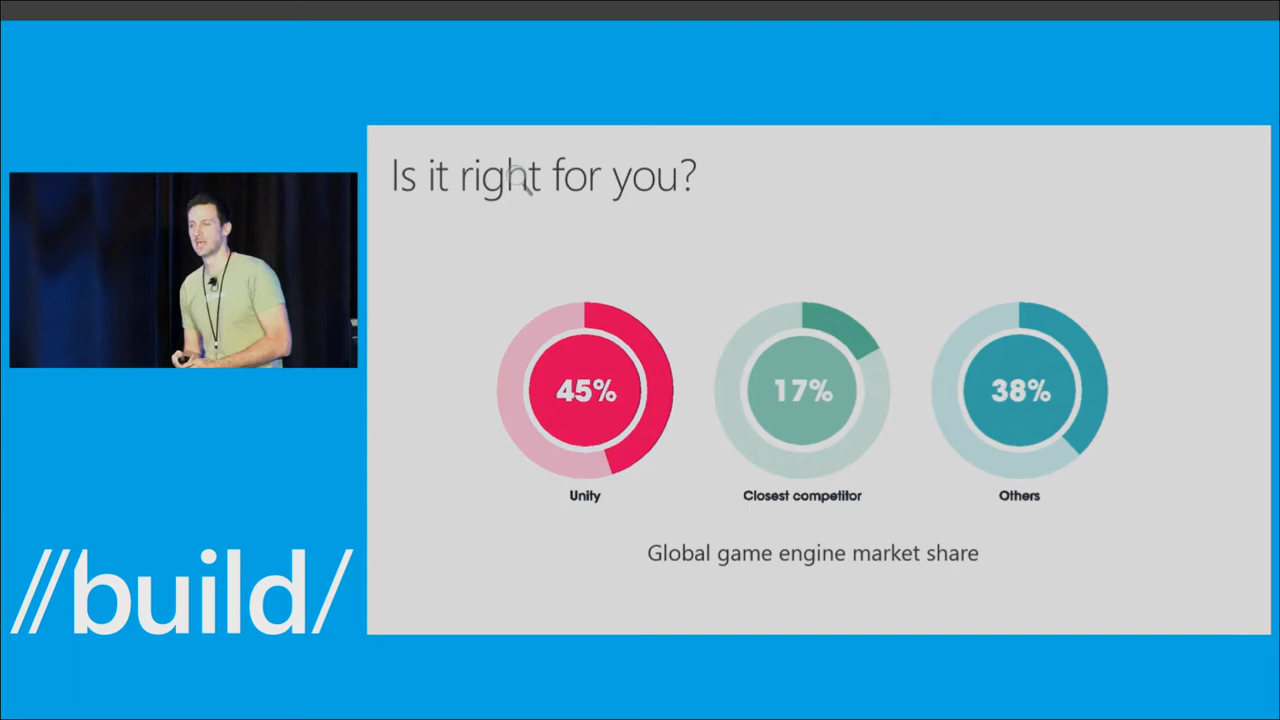 Is it right for you?
45%
17%
38%
Unity
Closest competitor
Others
Global game engine market share
//build/